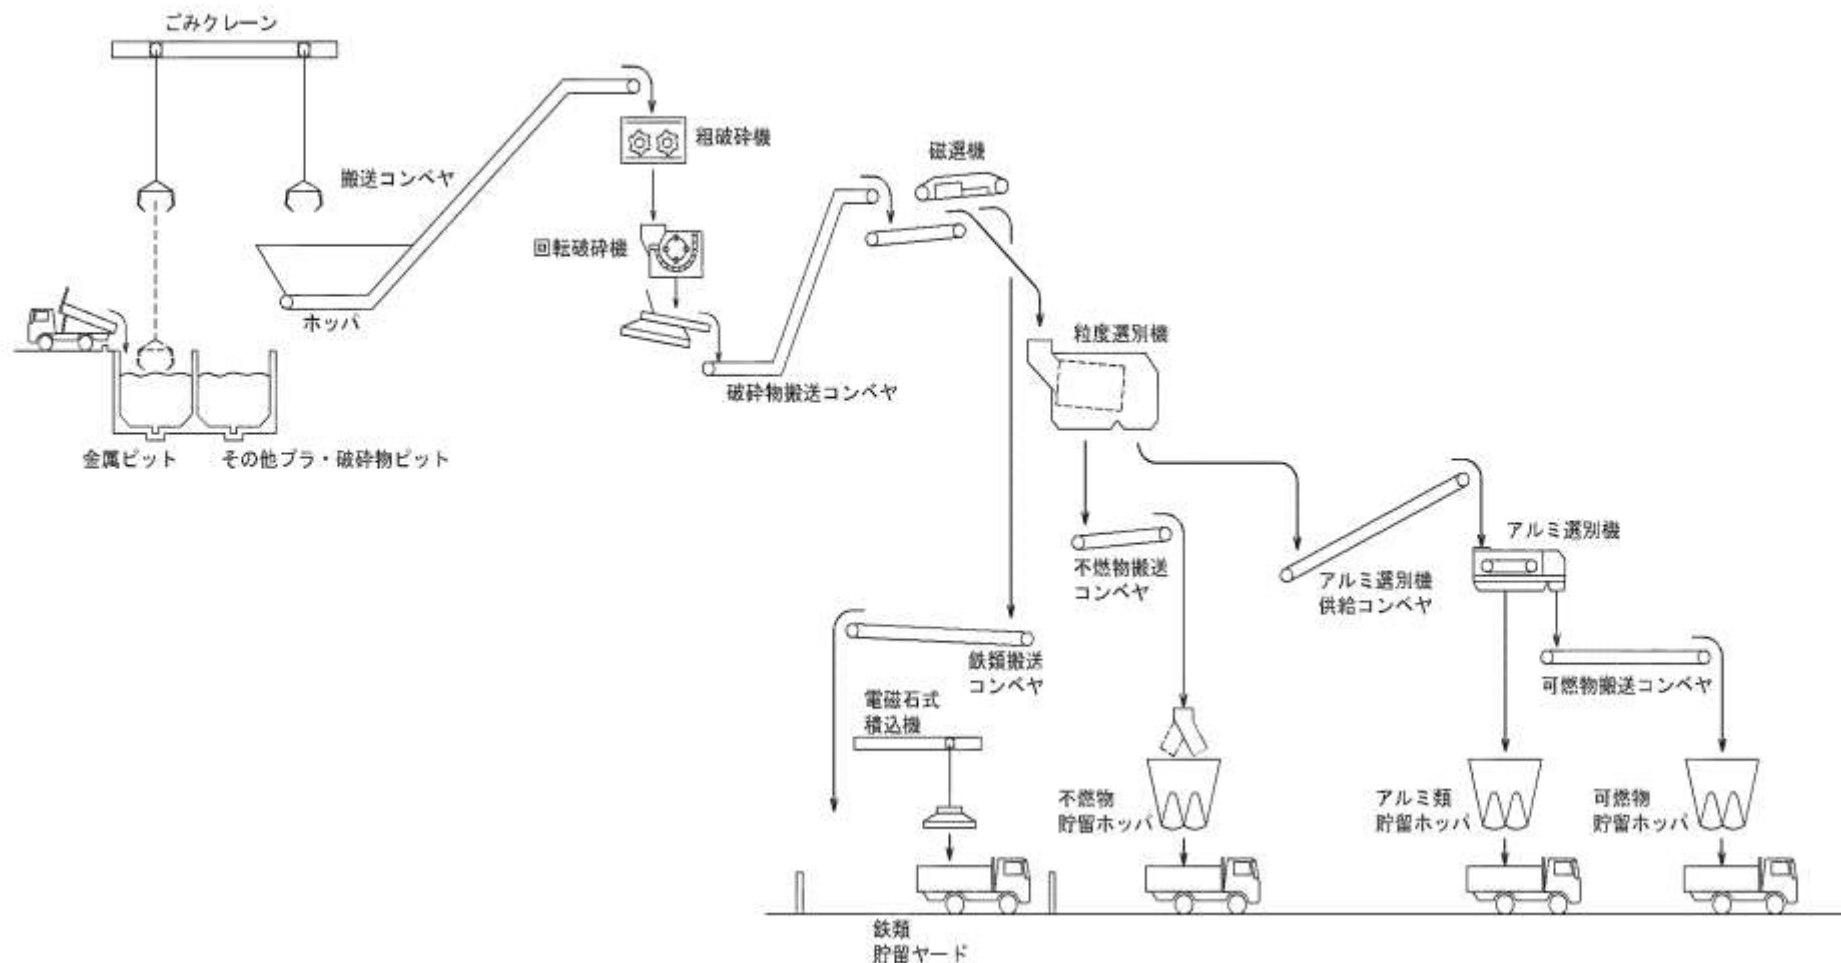 ごみクレーン
搬送コンベヤ
粗破砕機
磁選機
回転破砕機
ホッパ
粒度選別機
破砕物搬送コンベヤ
金属ピット
その他プラ・破砕物ピット
アルミ選別機
不燃物搬送
コンベヤ
アルミ選別機
供給コンベヤ
鉄類搬送
コンベヤ
可燃物搬送コンベヤ
電磁石式
積込機
不燃物
貯留ホッパ
アルミ類
貯留ホッパ
可燃物
貯留ホッパ
鉄類
貯留ヤード